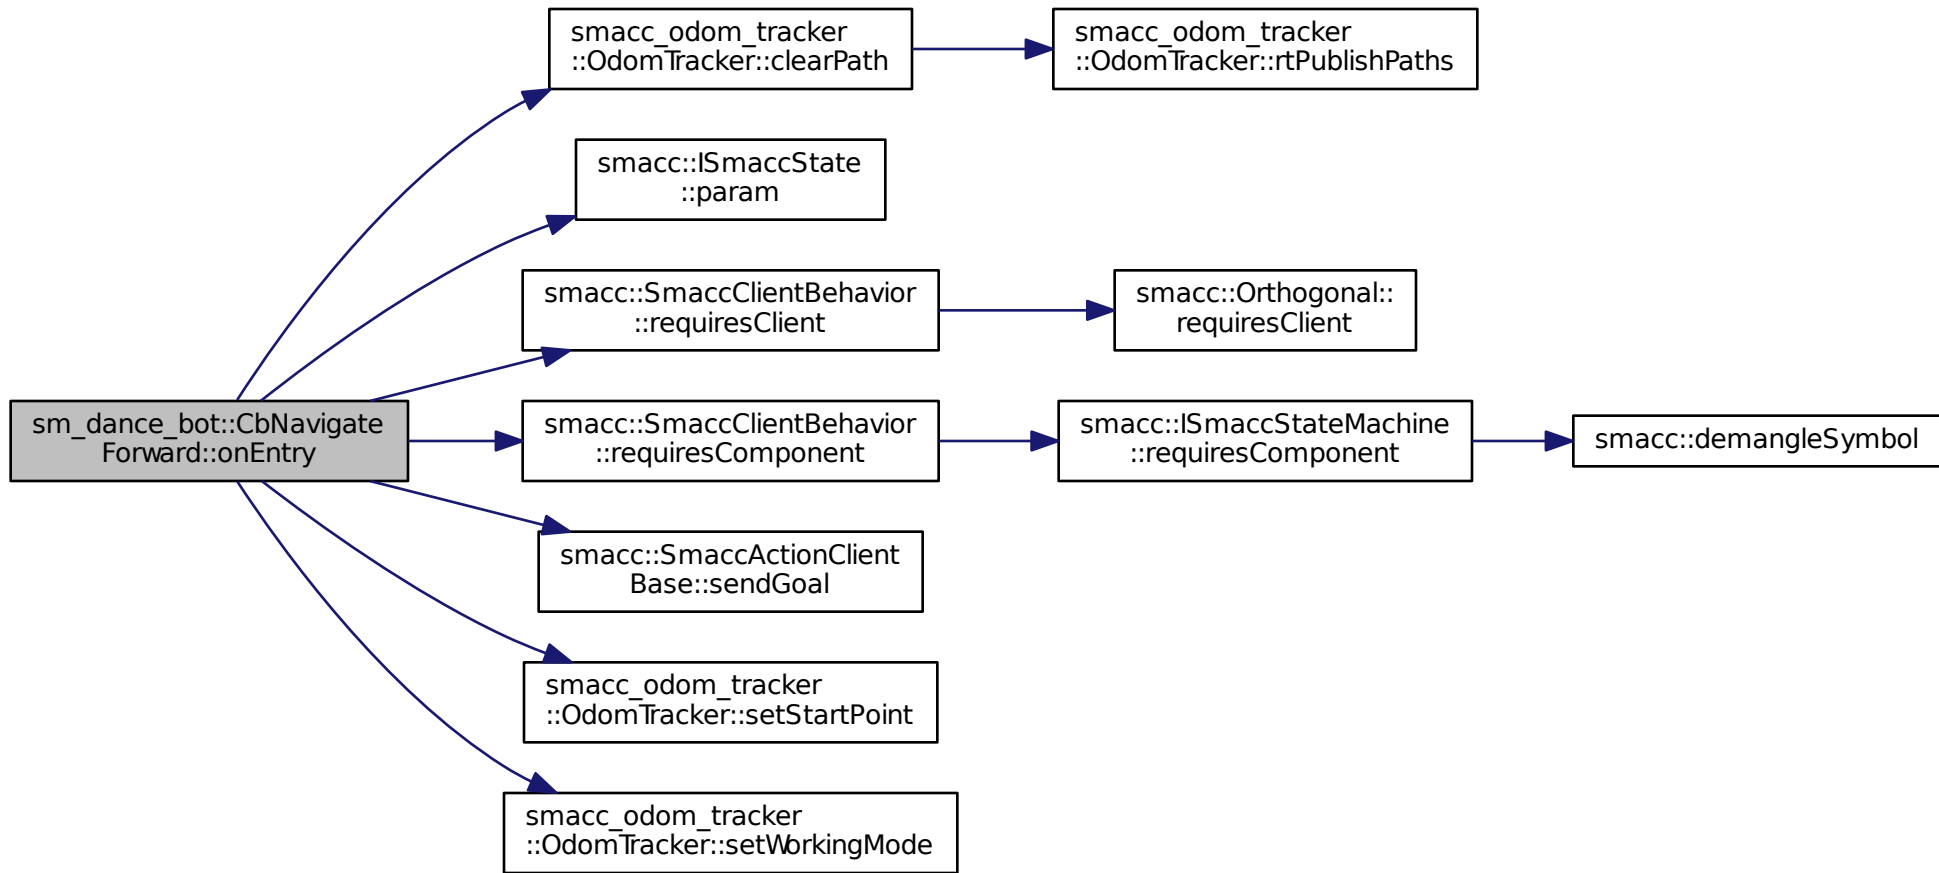 smacc_odom_tracker
::OdomTracker::clearPath
smacc_odom_tracker
::OdomTracker::rtPublishPaths
smacc::ISmaccState
::param
smacc::SmaccClientBehavior
::requiresClient
smacc::Orthogonal::
requiresClient
sm_dance_bot::CbNavigate
Forward::onEntry
smacc::SmaccClientBehavior
::requiresComponent
smacc::ISmaccStateMachine
::requiresComponent
smacc::demangleSymbol
smacc::SmaccActionClient
Base::sendGoal
smacc_odom_tracker
::OdomTracker::setStartPoint
smacc_odom_tracker
::OdomTracker::setWorkingMode